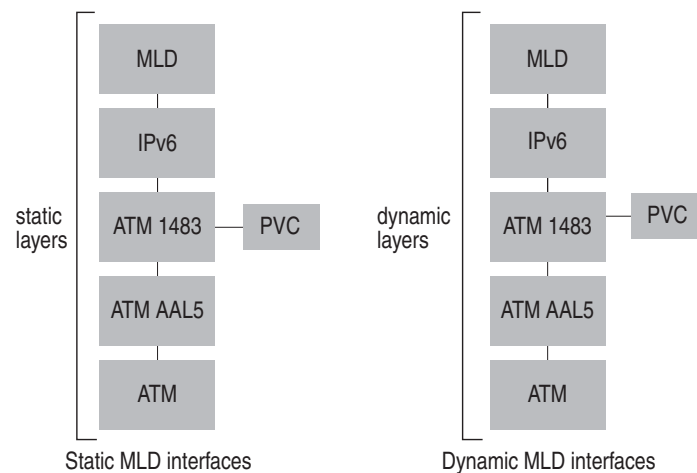 MLD
IPv6
static
layers
ATM 1483
PVC
ATM AAL5
ATM
Static MLD interfaces
MLD
IPv6
dynamic
layers
ATM 1483
PVC
ATM AAL5
ATM
Dynamic MLD interfaces